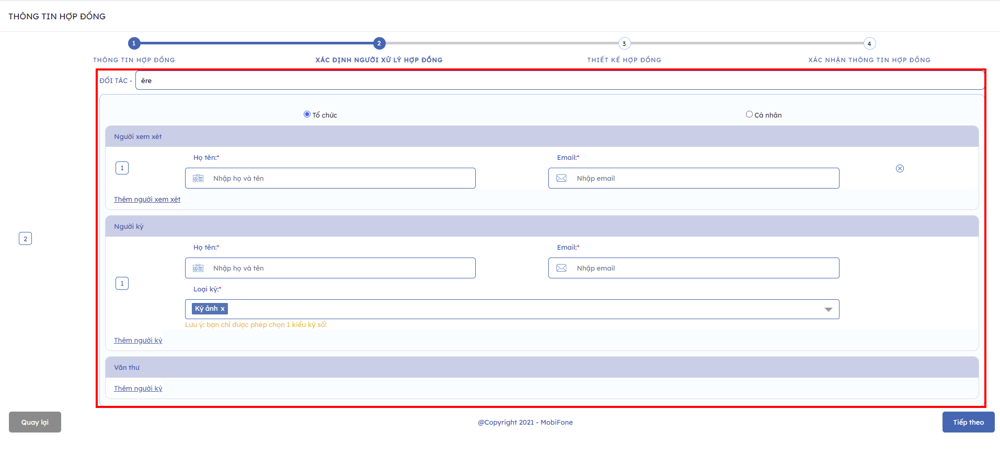 THÔNG TIN HỢP ĐỒNG
1
2
3
4
THÔNG TIN HỢP ĐỒNG
XÁC ĐỊNH NGƯỜI XỬ LÝ HỢP ĐỒNG
THIẾT KẾ HỢP ĐỒNG
XÁC NHẬN THÔNG TIN HỢP ĐỒNG
ĐỐI TÁC - êre
Tổ chức
Cá nhân
Người xem xét
Họ tên:*
Email:*
1
Nhập họ và tên
Nhập email
Thêm người xem xét
Người ký
2
Họ tên:*
Email:*
Nhập họ và tên
Nhập email
1
Loại ký:*
Ký ảnh x
Lưu ý: bạn chỉ được phép chọn 1 kiểu ký số!
Thêm người ký
Văn thư
Thêm người ký
Quay lại
@Copyright 2021 - MobiFone
Tiếp theo